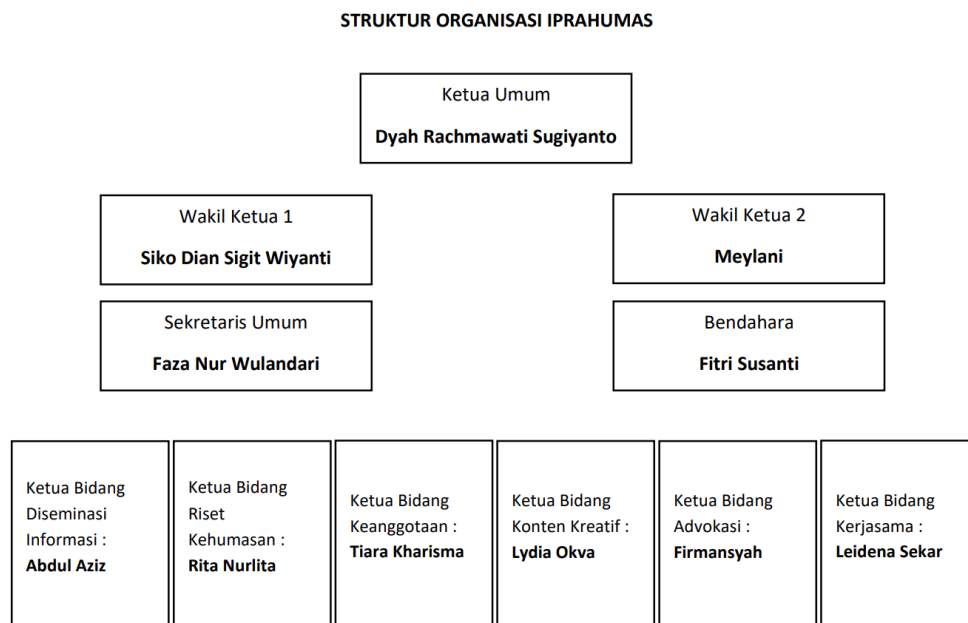 STRUKTUR ORGANISASI IPRAHUMAS
Ketua Umum
Dyah Rachmawati Sugiyanto
Wakil Ketua 1
Siko Dian Sigit Wiyanti
Wakil Ketua 2
Meylani
Sekretaris Umum
Faza Nur Wulandari
Bendahara
Fitri Susanti
Ketua Bidang
Diseminasi
Informasi :
Abdul Aziz
Ketua Bidang
Riset
Kehumasan :
Rita Nurlita
Ketua Bidang
Keanggotaan :
Tiara Kharisma
Ketua Bidang
Konten Kreatif :
Lydia Okva
Ketua Bidang
Advokasi :
Firmansyah
Ketua Bidang
Kerjasama :
Leidena Sekar